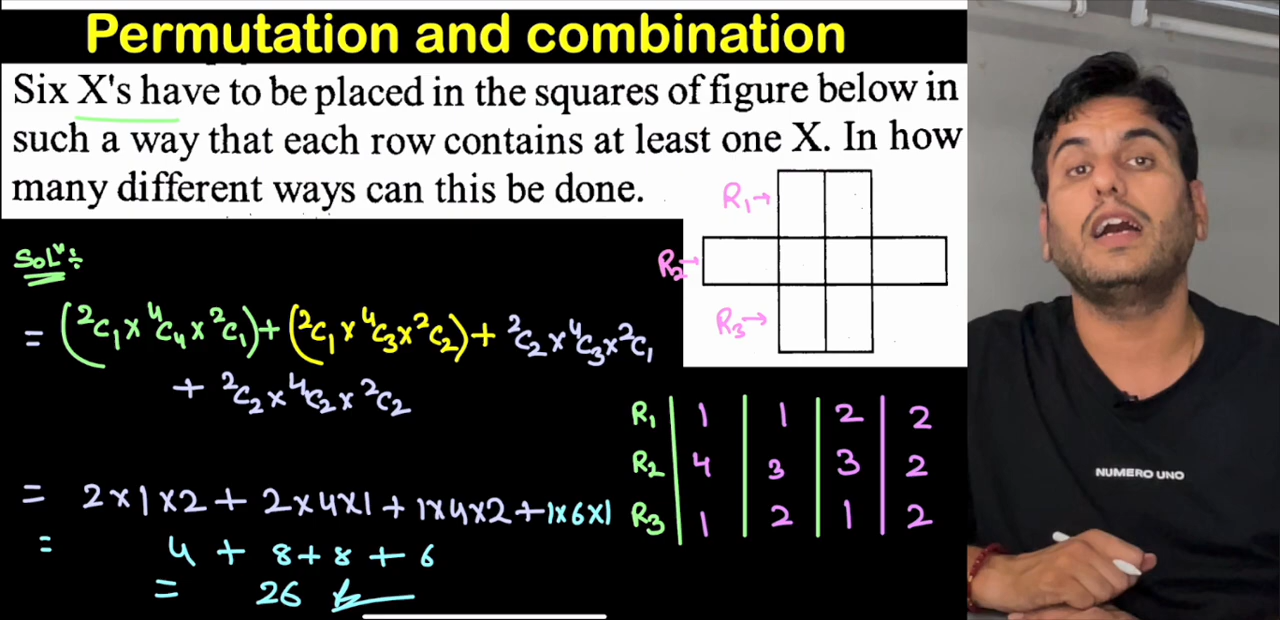 Permutation and combination
Six X's have to be placed in the squares of figure below in
such a way that each row contains at least one X. In how
many different ways can this be done.
R₁→
R₂→
R₃→
Solⁿ ÷
= (²C₁ × ⁴C₄ × ²C₁) + (²C₁ × ⁴C₃ × ²C₂) + ²C₂ × ⁴C₃ × ²C₁
+ ²C₂ × ⁴C₂ × ²C₂
= 2×1×2 + 2×4×1 + 1×4×2 + 1×6×1
= 4 + 8 + 8 + 6
= 26
R₁ | 1 | 1 | 2 | 2
R₂ | 4 | 3 | 3 | 2
R₃ | 1 | 2 | 1 | 2
NUMERO UNO